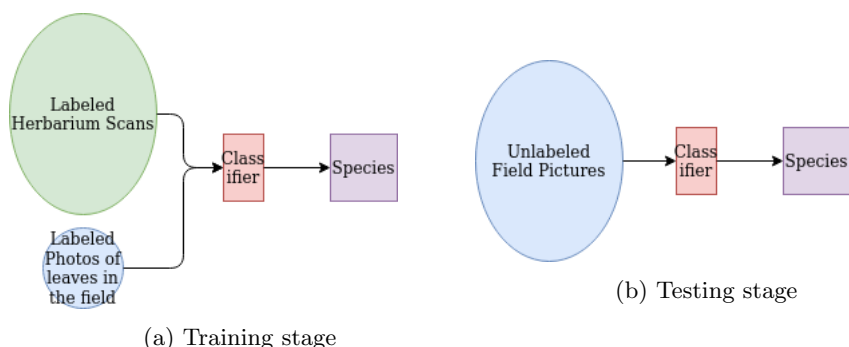 Labeled
Herbarium Scans
Class
ifier
Species
Labeled
Photos of
leaves in
the field
(a) Training stage
Unlabeled
Field Pictures
Class
ifier
Species
(b) Testing stage